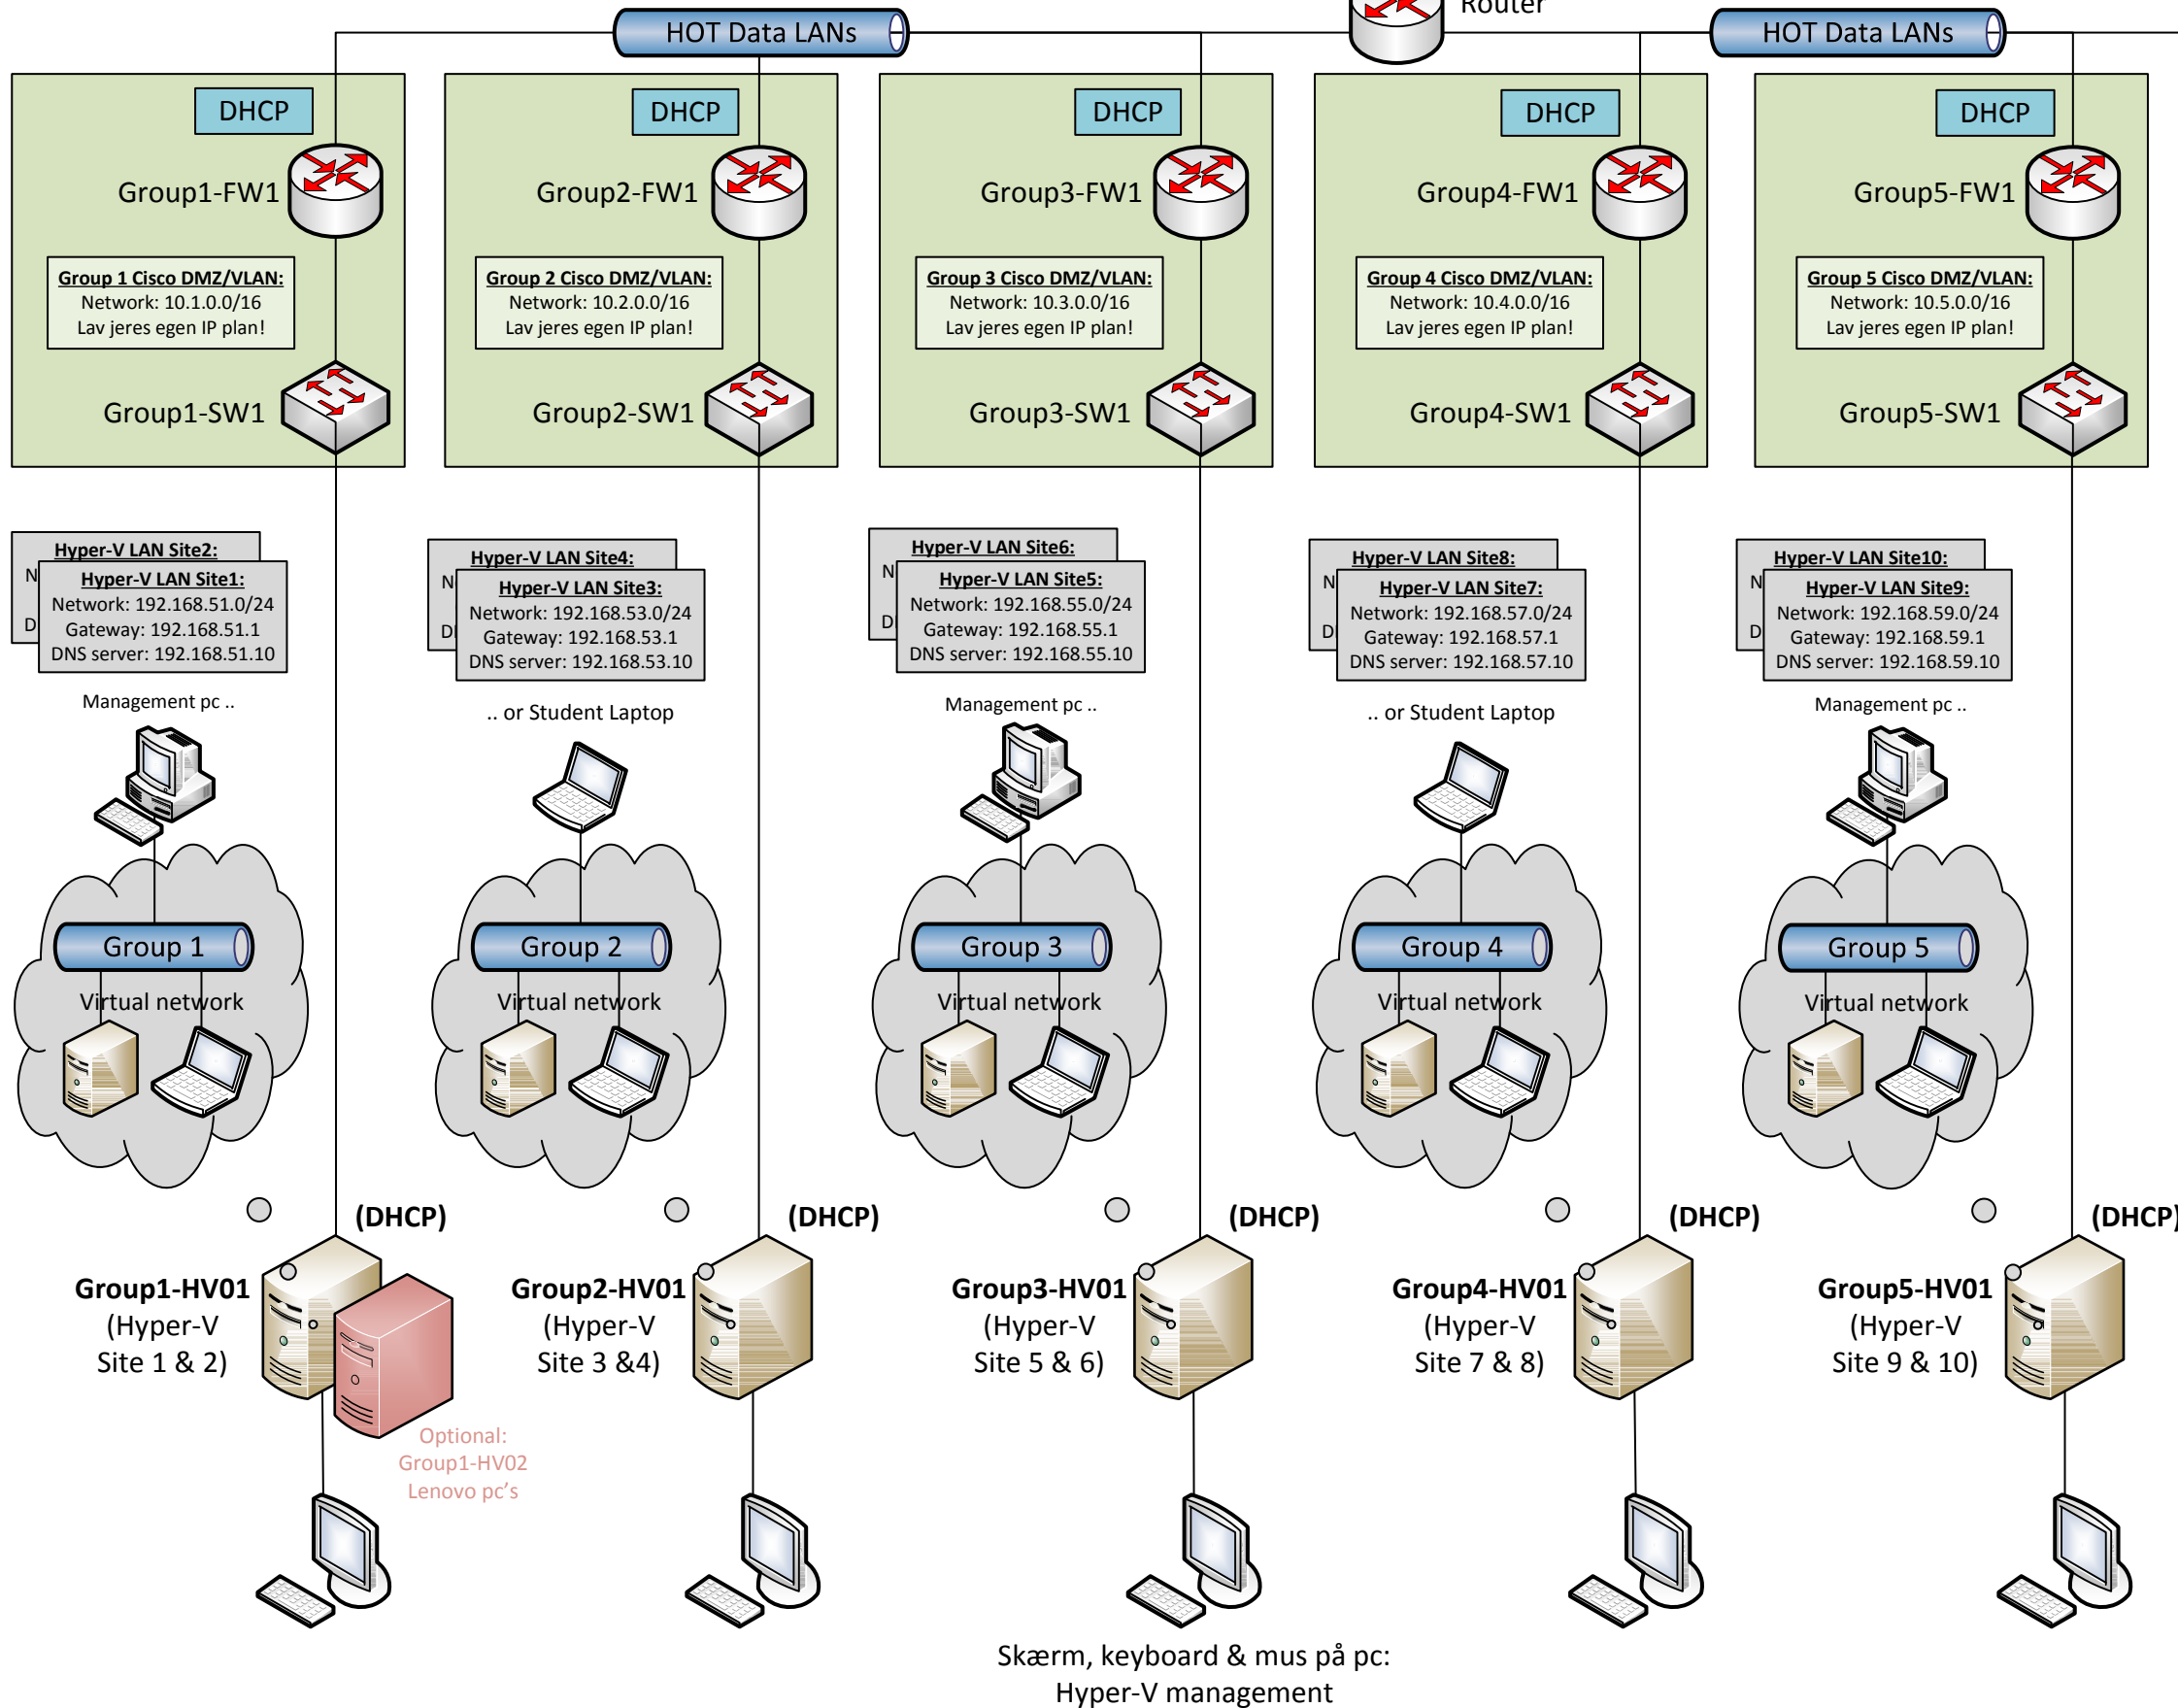 Router
HOT Data LANs
HOT Data LANs
DHCP
DHCP
DHCP
DHCP
DHCP
Group1-FW1
Group2-FW1
Group3-FW1
Group4-FW1
Group5-FW1
Group 1 Cisco DMZ/VLAN:
Network: 10.1.0.0/16
Lav jeres egen IP plan!
Group 2 Cisco DMZ/VLAN:
Network: 10.2.0.0/16
Lav jeres egen IP plan!
Group 3 Cisco DMZ/VLAN:
Network: 10.3.0.0/16
Lav jeres egen IP plan!
Group 4 Cisco DMZ/VLAN:
Network: 10.4.0.0/16
Lav jeres egen IP plan!
Group 5 Cisco DMZ/VLAN:
Network: 10.5.0.0/16
Lav jeres egen IP plan!
Group1-SW1
Group2-SW1
Group3-SW1
Group4-SW1
Group5-SW1
Hyper-V LAN Site2:
N
D
Hyper-V LAN Site1:
Network: 192.168.51.0/24
Gateway: 192.168.51.1
DNS server: 192.168.51.10
Hyper-V LAN Site4:
N
D
Hyper-V LAN Site3:
Network: 192.168.53.0/24
Gateway: 192.168.53.1
DNS server: 192.168.53.10
Hyper-V LAN Site6:
N
D
Hyper-V LAN Site5:
Network: 192.168.55.0/24
Gateway: 192.168.55.1
DNS server: 192.168.55.10
Hyper-V LAN Site8:
N
D
Hyper-V LAN Site7:
Network: 192.168.57.0/24
Gateway: 192.168.57.1
DNS server: 192.168.57.10
Hyper-V LAN Site10:
N
D
Hyper-V LAN Site9:
Network: 192.168.59.0/24
Gateway: 192.168.59.1
DNS server: 192.168.59.10
Management pc ..
.. or Student Laptop
Management pc ..
.. or Student Laptop
Management pc ..
Group 1
Virtual network
Group 2
Virtual network
Group 3
Virtual network
Group 4
Virtual network
Group 5
Virtual network
(DHCP)
(DHCP)
(DHCP)
(DHCP)
(DHCP)
Group1-HV01
(Hyper-V
Site 1 & 2)
Group2-HV01
(Hyper-V
Site 3 &4)
Group3-HV01
(Hyper-V
Site 5 & 6)
Group4-HV01
(Hyper-V
Site 7 & 8)
Group5-HV01
(Hyper-V
Site 9 & 10)
Optional:
Group1-HV02
Lenovo pc's
Skærm, keyboard & mus på pc:
Hyper-V management